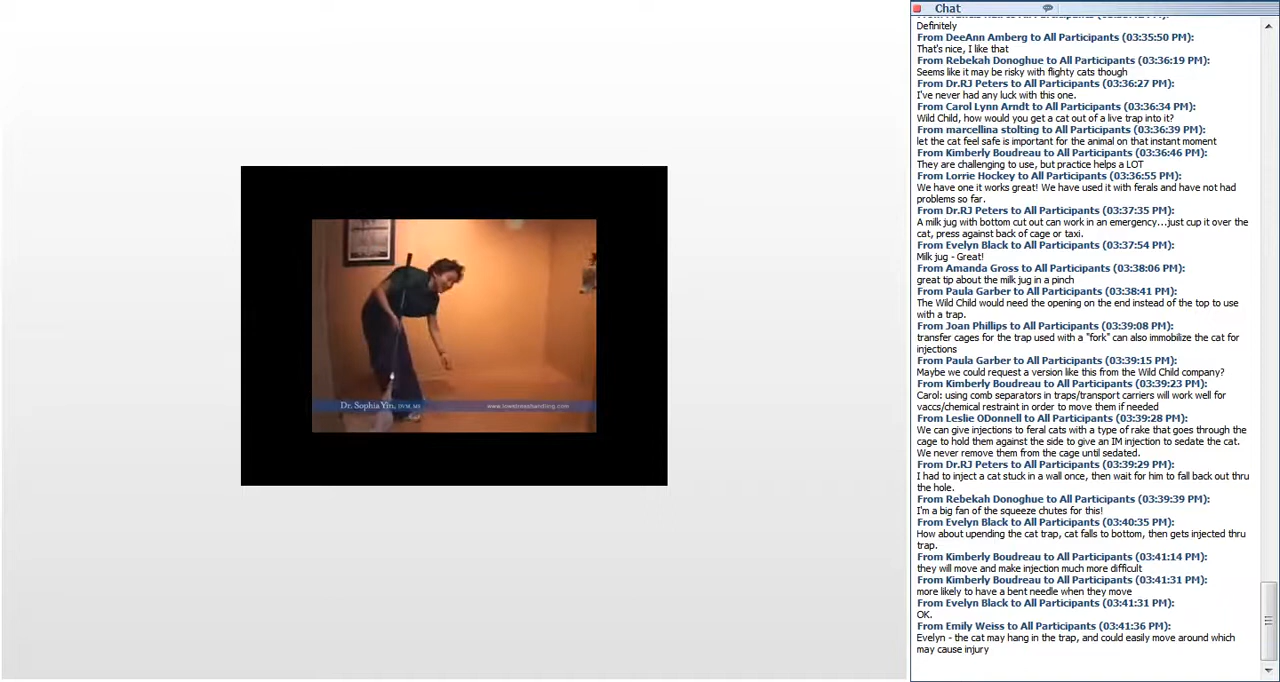 Chat
Definitely
From DeeAnn Amberg to All Participants (03:35:50 PM):
That's nice, I like that
From Rebekah Donoghue to All Participants (03:36:19 PM):
Seems like it may be risky with flighty cats though
From Dr.RJ Peters to All Participants (03:36:27 PM):
I've never had any luck with this one.
From Carol Lynn Arndt to All Participants (03:36:34 PM):
Wild Child, how would you get a cat out of a live trap into it?
From marcellina stolting to All Participants (03:36:39 PM):
let the cat feel safe is important for the animal on that instant moment
From Kimberly Boudreau to All Participants (03:36:46 PM):
They are challenging to use, but practice helps a LOT
From Lorrie Hockey to All Participants (03:36:55 PM):
We have one it works great! We have used it with ferals and have not had
problems so far.
From Dr.RJ Peters to All Participants (03:37:35 PM):
A milk jug with bottom cut out can work in an emergency...just cup it over the
cat, press against back of cage or taxi.
From Evelyn Black to All Participants (03:37:54 PM):
Milk jug - Great!
From Amanda Gross to All Participants (03:38:06 PM):
great tip about the milk jug in a pinch
From Paula Garber to All Participants (03:38:41 PM):
The Wild Child would need the opening on the end instead of the top to use
with a trap.
From Joan Phillips to All Participants (03:39:08 PM):
transfer cages for the trap used with a "fork" can also immobilize the cat for
injections
From Paula Garber to All Participants (03:39:15 PM):
Maybe we could request a version like this from the Wild Child company?
From Kimberly Boudreau to All Participants (03:39:23 PM):
Carol: using comb separators in traps/transport carriers will work well for
vaccs/chemical restraint in order to move them if needed
From Leslie ODonnell to All Participants (03:39:28 PM):
We can give injections to feral cats with a type of rake that goes through the
cage to hold them against the side to give an IM injection to sedate the cat.
We never remove them from the cage until sedated.
From Dr.RJ Peters to All Participants (03:39:29 PM):
I had to inject a cat stuck in a wall once, then wait for him to fall back out thru
the hole.
From Rebekah Donoghue to All Participants (03:39:39 PM):
I'm a big fan of the squeeze chutes for this!
From Evelyn Black to All Participants (03:40:35 PM):
How about upending the cat trap, cat falls to bottom, then gets injected thru
trap.
From Kimberly Boudreau to All Participants (03:41:14 PM):
they will move and make injection much more difficult
From Kimberly Boudreau to All Participants (03:41:31 PM):
more likely to have a bent needle when they move
From Evelyn Black to All Participants (03:41:31 PM):
OK.
From Emily Weiss to All Participants (03:41:36 PM):
Evelyn - the cat may hang in the trap, and could easily move around which
may cause injury
Dr. Sophia Yin, DVM, MS
www.lowstresshandling.com